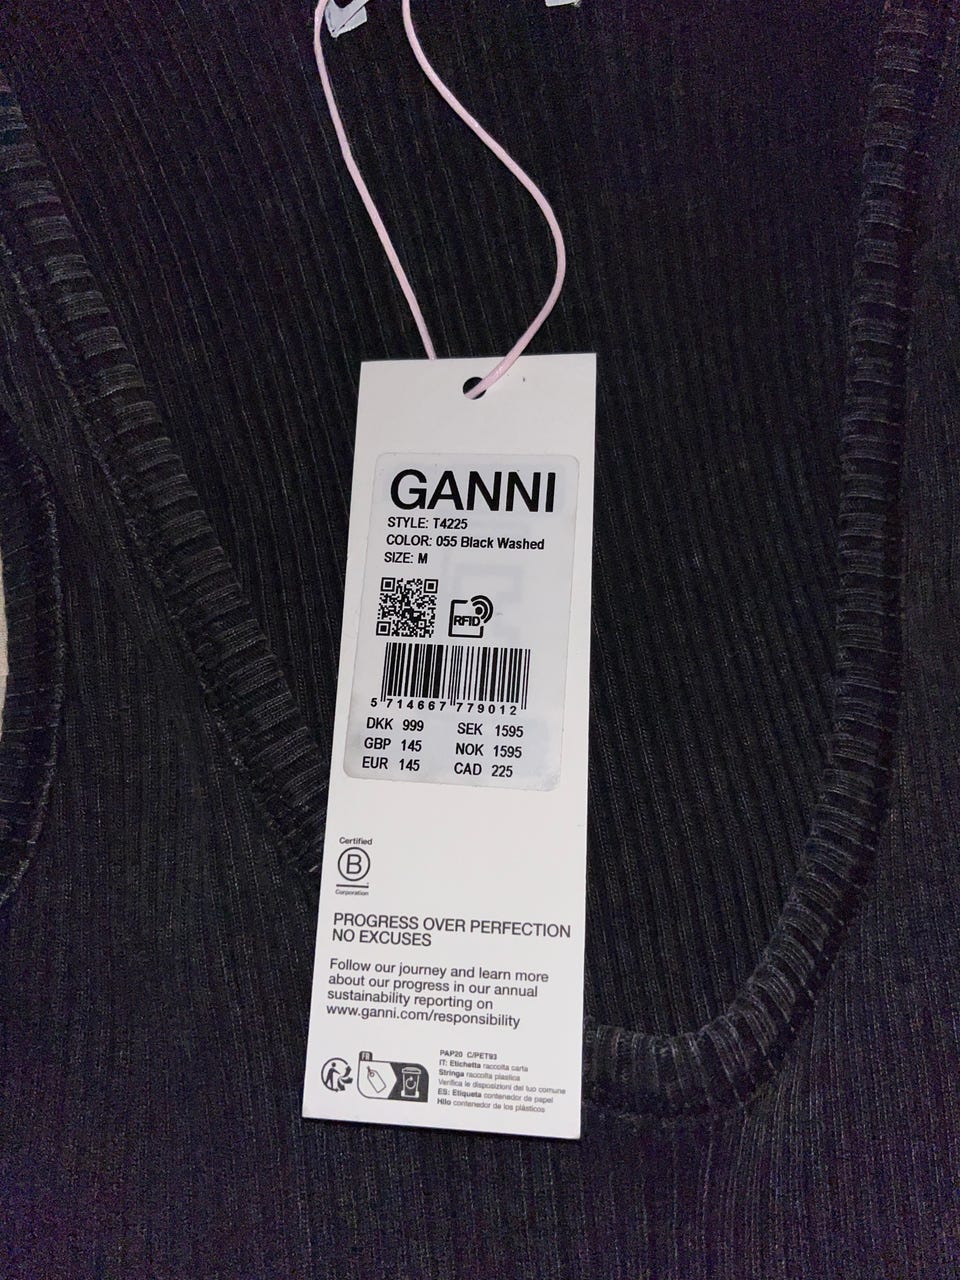 GANNI
STYLE: T4225
COLOR: 055 Black Washed
SIZE: M
RFID
5 714667 779012
DKK 999 SEK 1595
GBP 145 NOK 1595
EUR 145 CAD 225
Certified
B
Corporation
PROGRESS OVER PERFECTION
NO EXCUSES
Follow our journey and learn more
about our progress in our annual
sustainability reporting on
www.ganni.com/responsibility
FR
PAP20 C/PET93
IT: Etichetta raccolta carta
Stringa raccolta plastica
Verifica le disposizioni del tuo comune
ES: Etiqueta contenedor de papel
Hilo contenedor de los plásticos